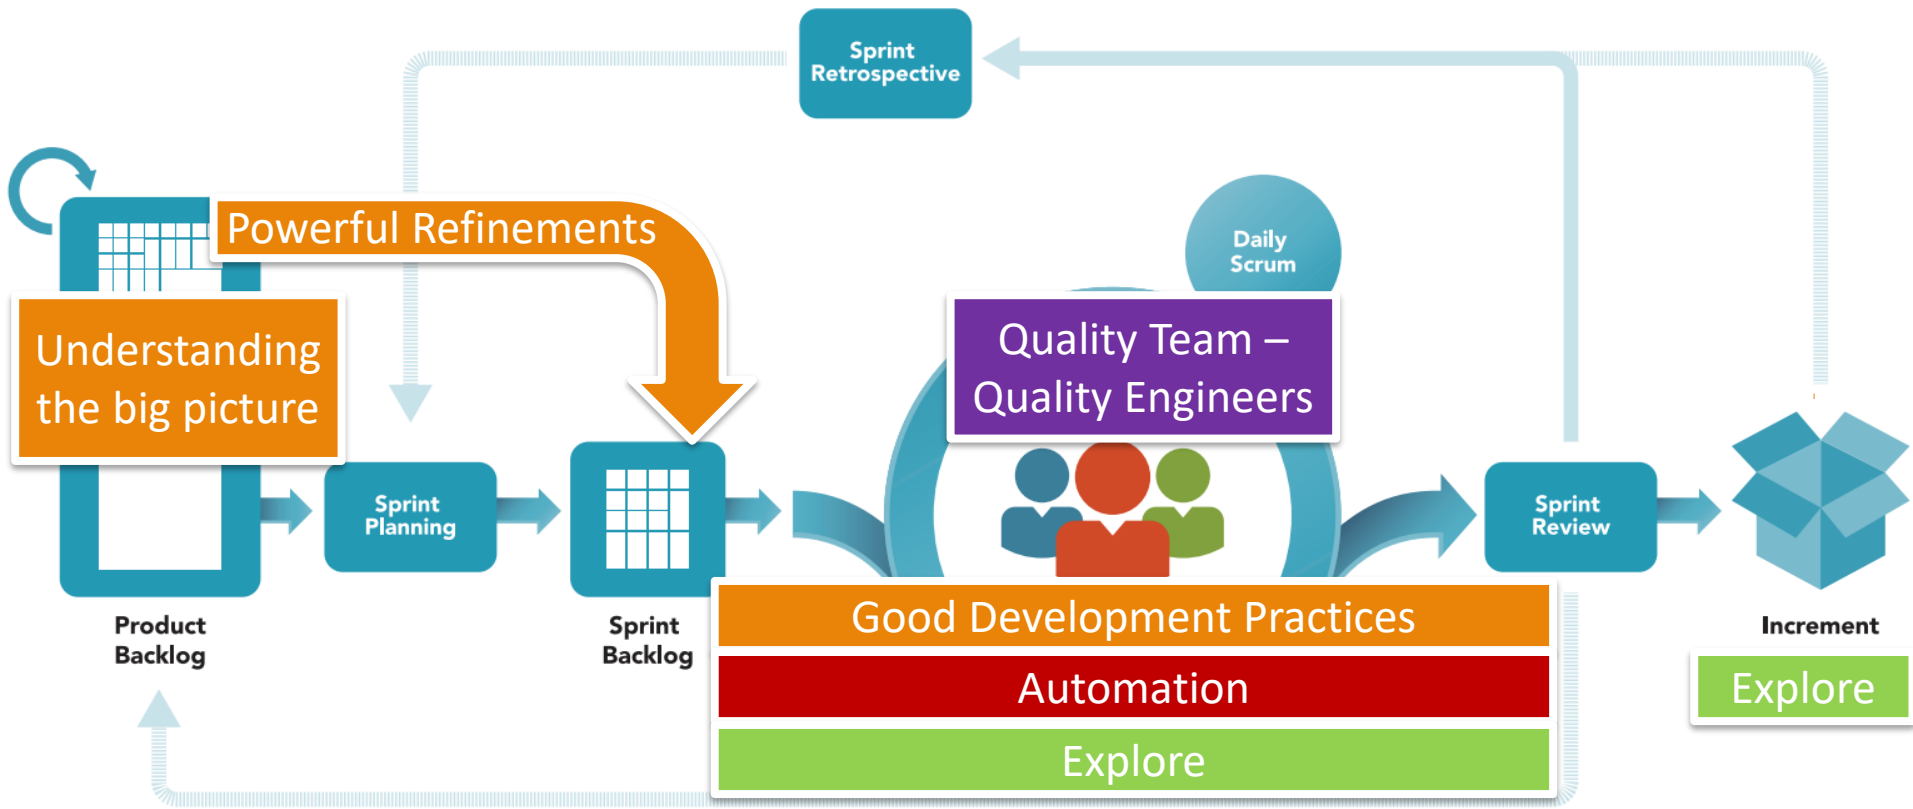 Sprint
Retrospective
Powerful Refinements
Daily
Scrum
Understanding
the big picture
Quality Team –
Quality Engineers
Sprint
Planning
Sprint
Review
Product
Backlog
Sprint
Backlog
Good Development Practices
Automation
Explore
Increment
Explore